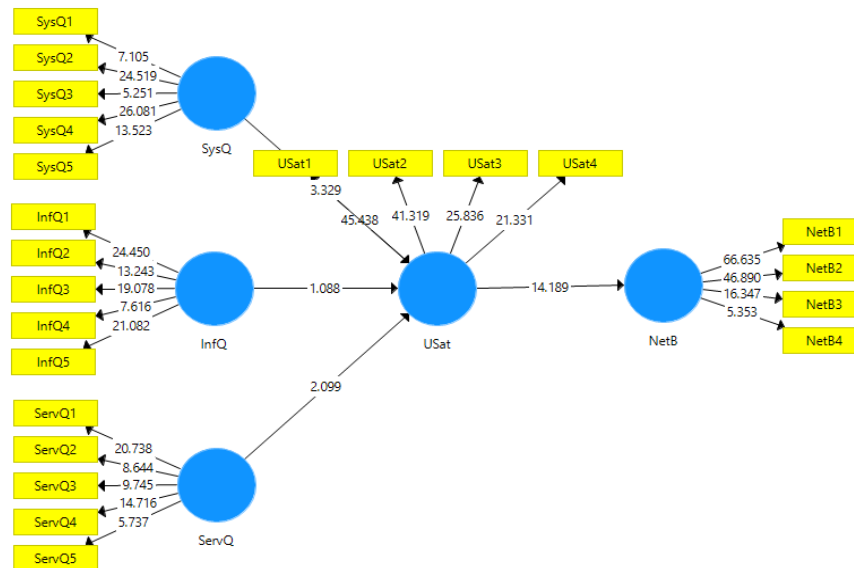 SysQ1
SysQ2
SysQ3
SysQ4
SysQ5
7.105
24.519
5.251
26.081
13.523
SysQ
USat1
USat2
USat3
USat4
3.329
45.438
41.319
25.836
21.331
InfQ1
InfQ2
InfQ3
InfQ4
InfQ5
24.450
13.243
19.078
7.616
21.082
InfQ
1.088
USat
14.189
NetB
66.635
46.890
16.347
5.353
NetB1
NetB2
NetB3
NetB4
2.099
ServQ1
ServQ2
ServQ3
ServQ4
ServQ5
20.738
8.644
9.745
14.716
5.737
ServQ